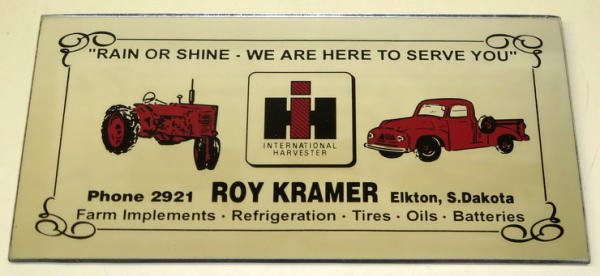 "RAIN OR SHINE - WE ARE HERE TO SERVE YOU"
IH
INTERNATIONAL
HARVESTER
Phone 2921 ROY KRAMER Elkton, S.Dakota
Farm Implements · Refrigeration · Tires · Oils · Batteries